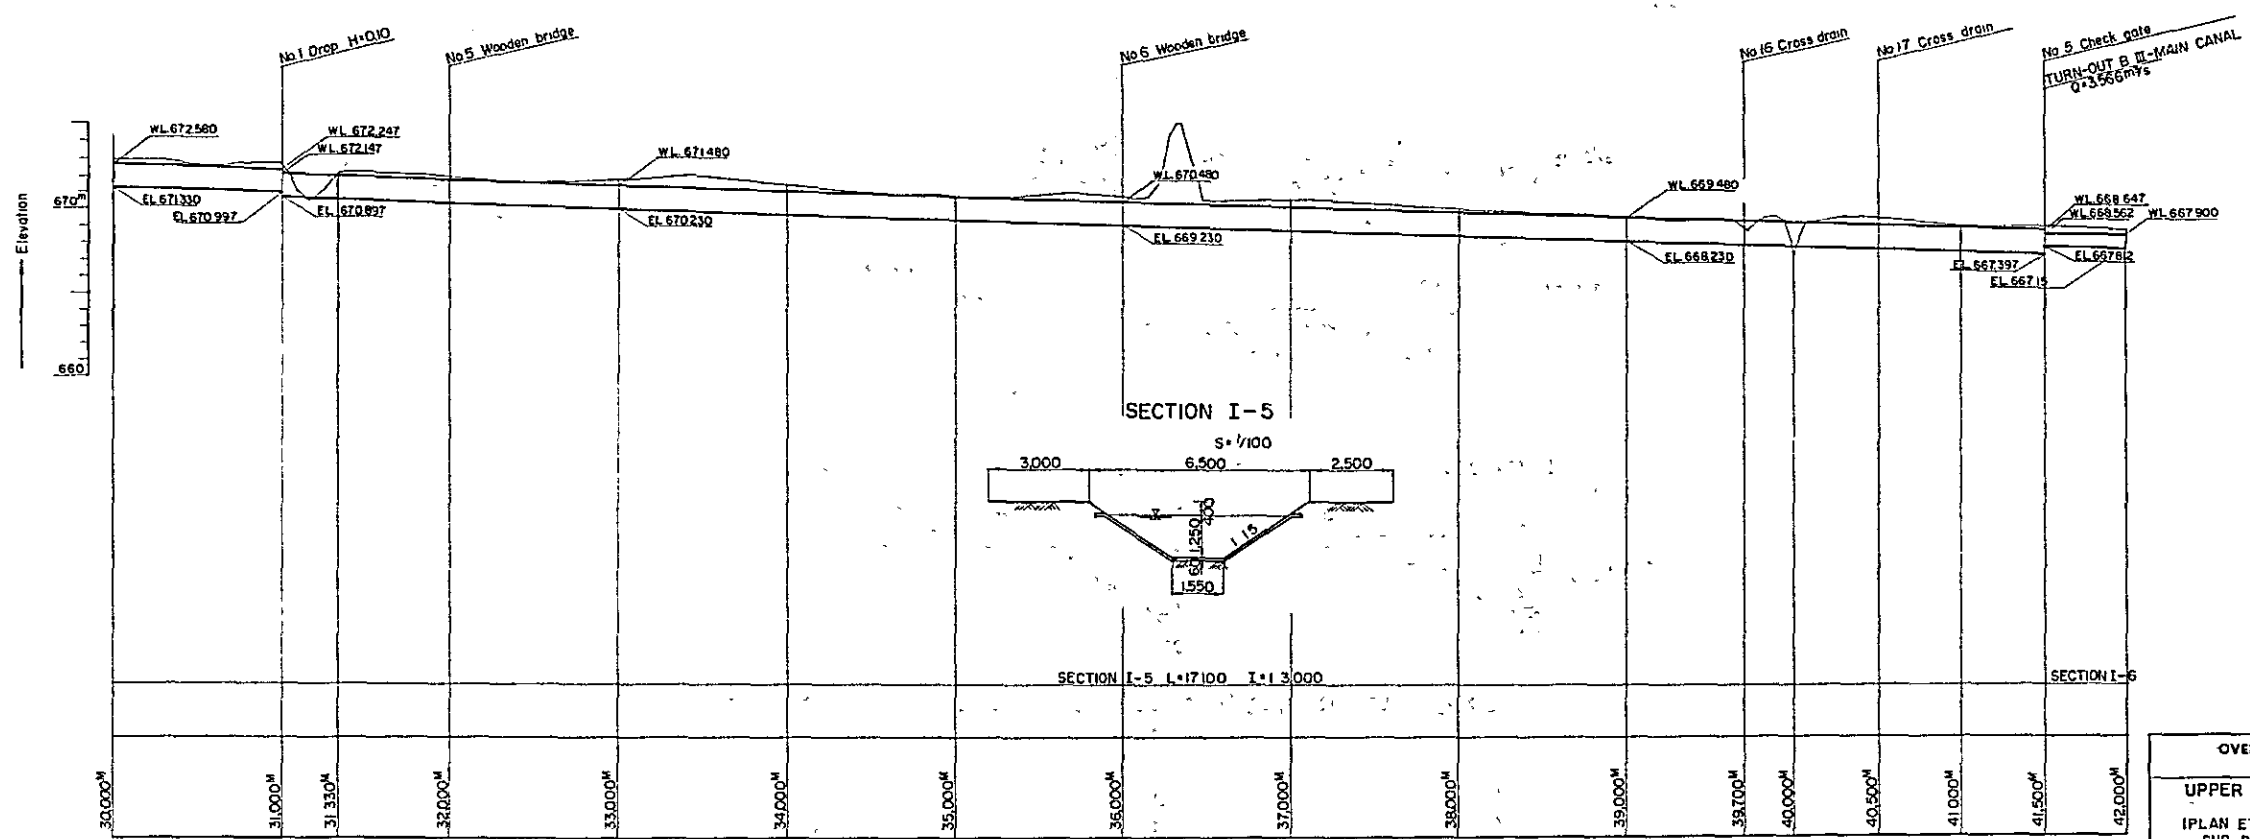 No 1 Drop H=0.10
No 5 Wooden bridge
No 6 Wooden bridge
No 16 Cross drain
No 17 Cross drain
No 5 Check gate
TURN-OUT B III-MAIN CANAL
Q=3.566m³/s
Elevation
670m
660
WL.672.580
WL 672.247
WL.672.147
WL.671.480
WL.670.480
WL.669.480
WL 668.647
WL.668.562
WL 667.900
EL.671.330
EL.670.997
EL.670.897
EL.670.230
EL.669.230
EL.668.230
EL.667.397
EL.667.15
SECTION I-5
S=1/100
3,000
6,500
2,500
400
1,250
60
1 1.5
1,550
SECTION I-5 L=17,100 I=1 3,000
SECTION I-6
30,000M
31,000M
31,330M
32,000M
33,000M
34,000M
35,000M
36,000M
37,000M
38,000M
39,000M
39,700M
40,000M
40,500M
41,000M
41,500M
42,000M
UPPER